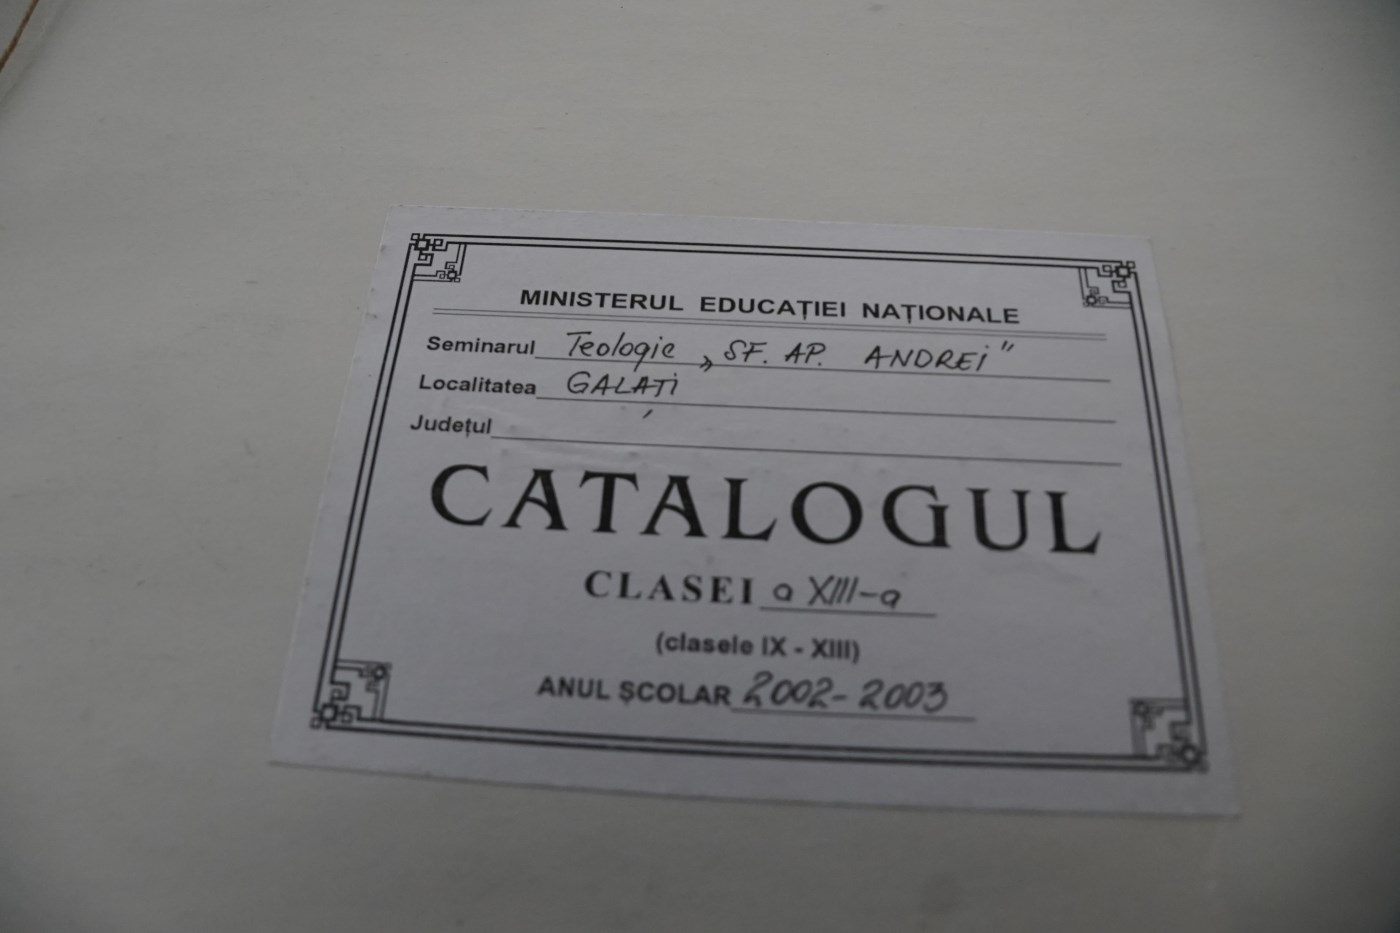 MINISTERUL EDUCAȚIEI NAȚIONALE
Seminarul Teologic „SF. AP. ANDREI"
Localitatea GALAȚI
Județul
CATALOGUL
CLASEI a XIII-a
(clasele IX - XIII)
ANUL ȘCOLAR 2002-2003